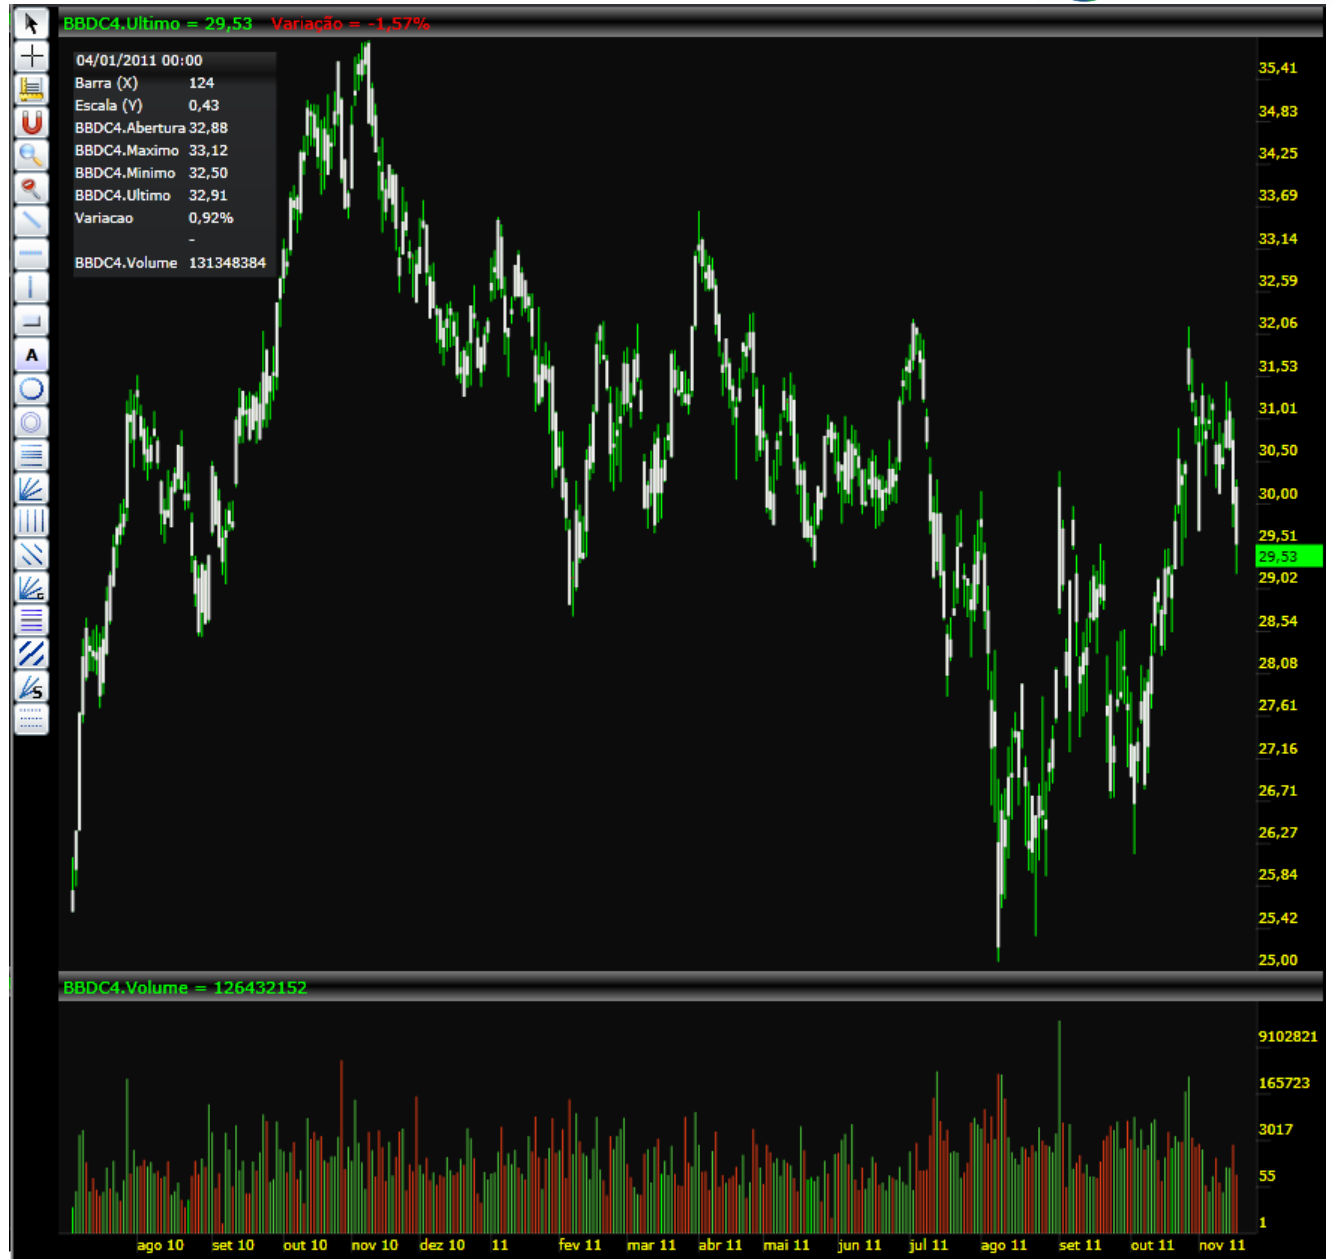 BBDC4.Ultimo = 29,53 Variação = -1,57%
04/01/2011 00:00
Barra (X) 124
Escala (Y) 0,43
BBDC4.Abertura 32,88
BBDC4.Maximo 33,12
BBDC4.Minimo 32,50
BBDC4.Ultimo 32,91
Variacao 0,92%
-
BBDC4.Volume 131348384
35,41
34,83
34,25
33,69
33,14
32,59
32,06
31,53
31,01
30,50
30,00
29,51
29,53
29,02
28,54
28,08
27,61
27,16
26,71
26,27
25,84
25,42
25,00
A
G
S
BBDC4.Volume = 126432152
9102821
165723
3017
55
1
ago 10 set 10 out 10 nov 10 dez 10 11 fev 11 mar 11 abr 11 mai 11 jun 11 jul 11 ago 11 set 11 out 11 nov 11